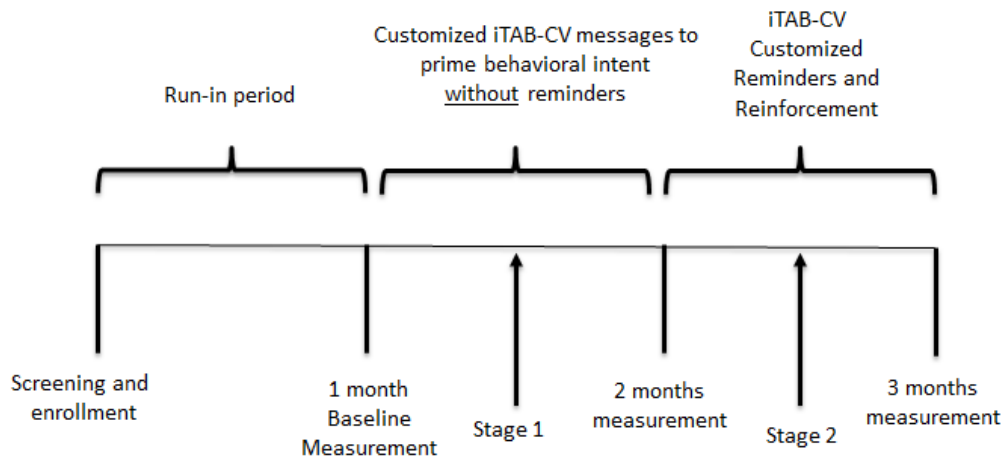 Run-in period
Customized iTAB-CV messages to
prime behavioral intent
without reminders
iTAB-CV
Customized
Reminders and
Reinforcement
Screening and
enrollment
1 month
Baseline
Measurement
Stage 1
2 months
measurement
Stage 2
3 months
measurement